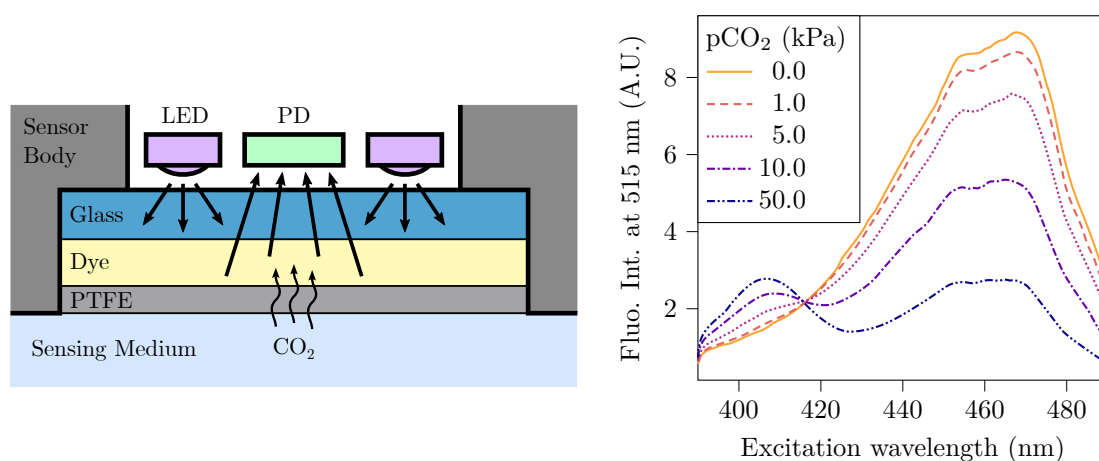 LED
PD
Sensor
Body
Glass
Dye
PTFE
Sensing Medium
CO₂
Fluo. Int. at 515 nm (A.U.)
8
6
4
2
pCO₂ (kPa)
0.0
1.0
5.0
10.0
50.0
400
420
440
460
480
Excitation wavelength (nm)